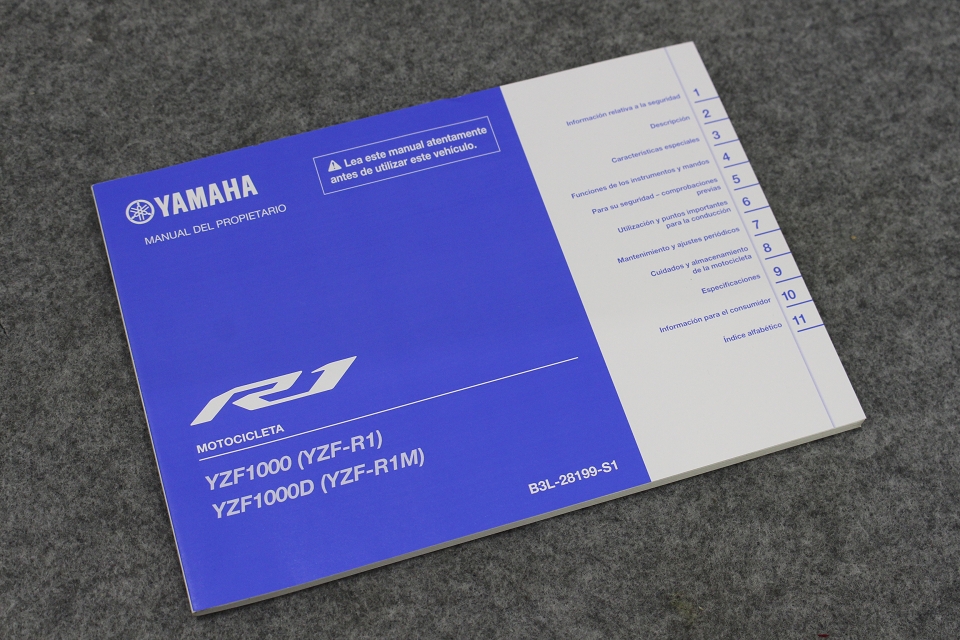 YAMAHA
MANUAL DEL PROPIETARIO
Lea este manual atentamente
antes de utilizar este vehículo.
R1
MOTOCICLETA
YZF1000 (YZF-R1)
YZF1000D (YZF-R1M)
B3L-28199-S1
Información relativa a la seguridad 1
Descripción 2
Características especiales 3
Funciones de los instrumentos y mandos 4
Para su seguridad – comprobaciones
previas 5
Utilización y puntos importantes
para la conducción 6
Mantenimiento y ajustes periódicos 7
Cuidados y almacenamiento
de la motocicleta 8
Especificaciones 9
Información para el consumidor 10
Índice alfabético 11